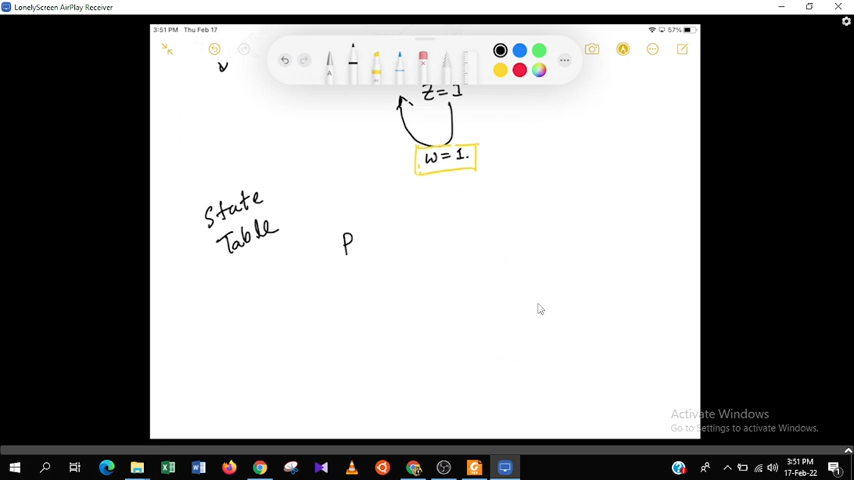 LonelyScreen AirPlay Receiver
3:51 PM Thu Feb 17
57%
A
Z=1
w=1.
State
Table
P
Activate Windows
Go to Settings to activate Windows.
3:51 PM
17-Feb-22